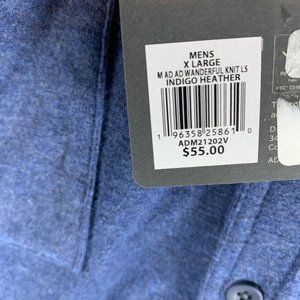 MENS
X LARGE
M AD AD WANDERFUL KNIT LS
INDIGO HEATHER
1 96358 25861 0
ADM21202V
$55.00